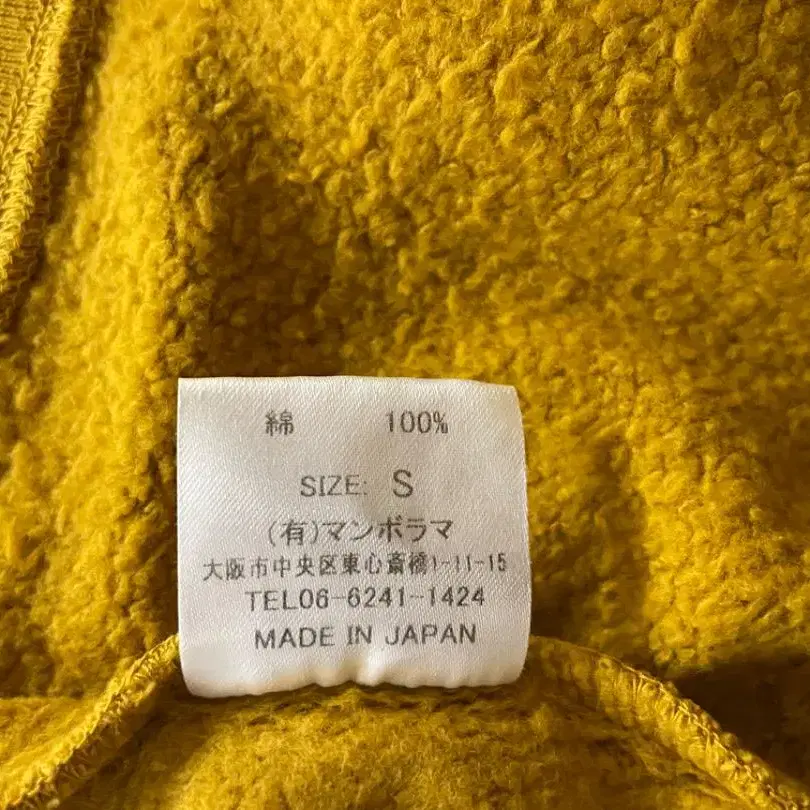 綿 100%
SIZE: S
(有)マンボラマ
大阪市中央区東心斎橋1-11-15
TEL06-6241-1424
MADE IN JAPAN